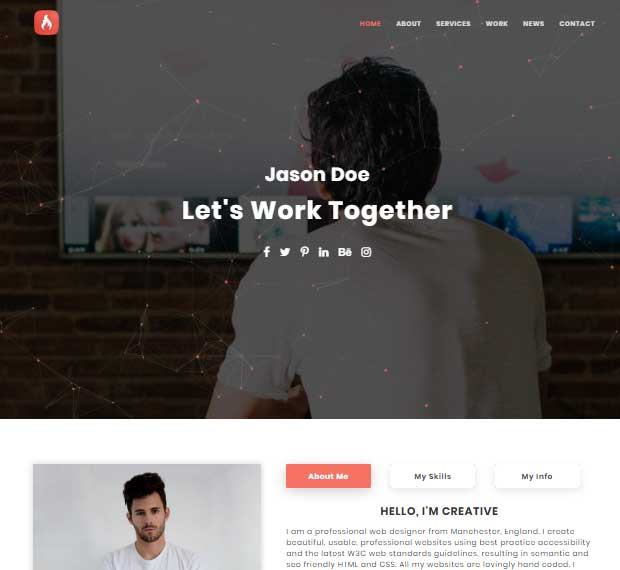 HOME ABOUT SERVICES WORK NEWS CONTACT
Jason Doe
Let's Work Together
Bē
About Me My Skills My Info
HELLO, I'M CREATIVE
I am a professional web designer from Manchester, England. I create
beautiful, usable, professional websites using best practice accessibility
and the latest W3C web standards guidelines, resulting in semantic and
seo friendly HTML and CSS. All my websites are lovingly hand coded. I